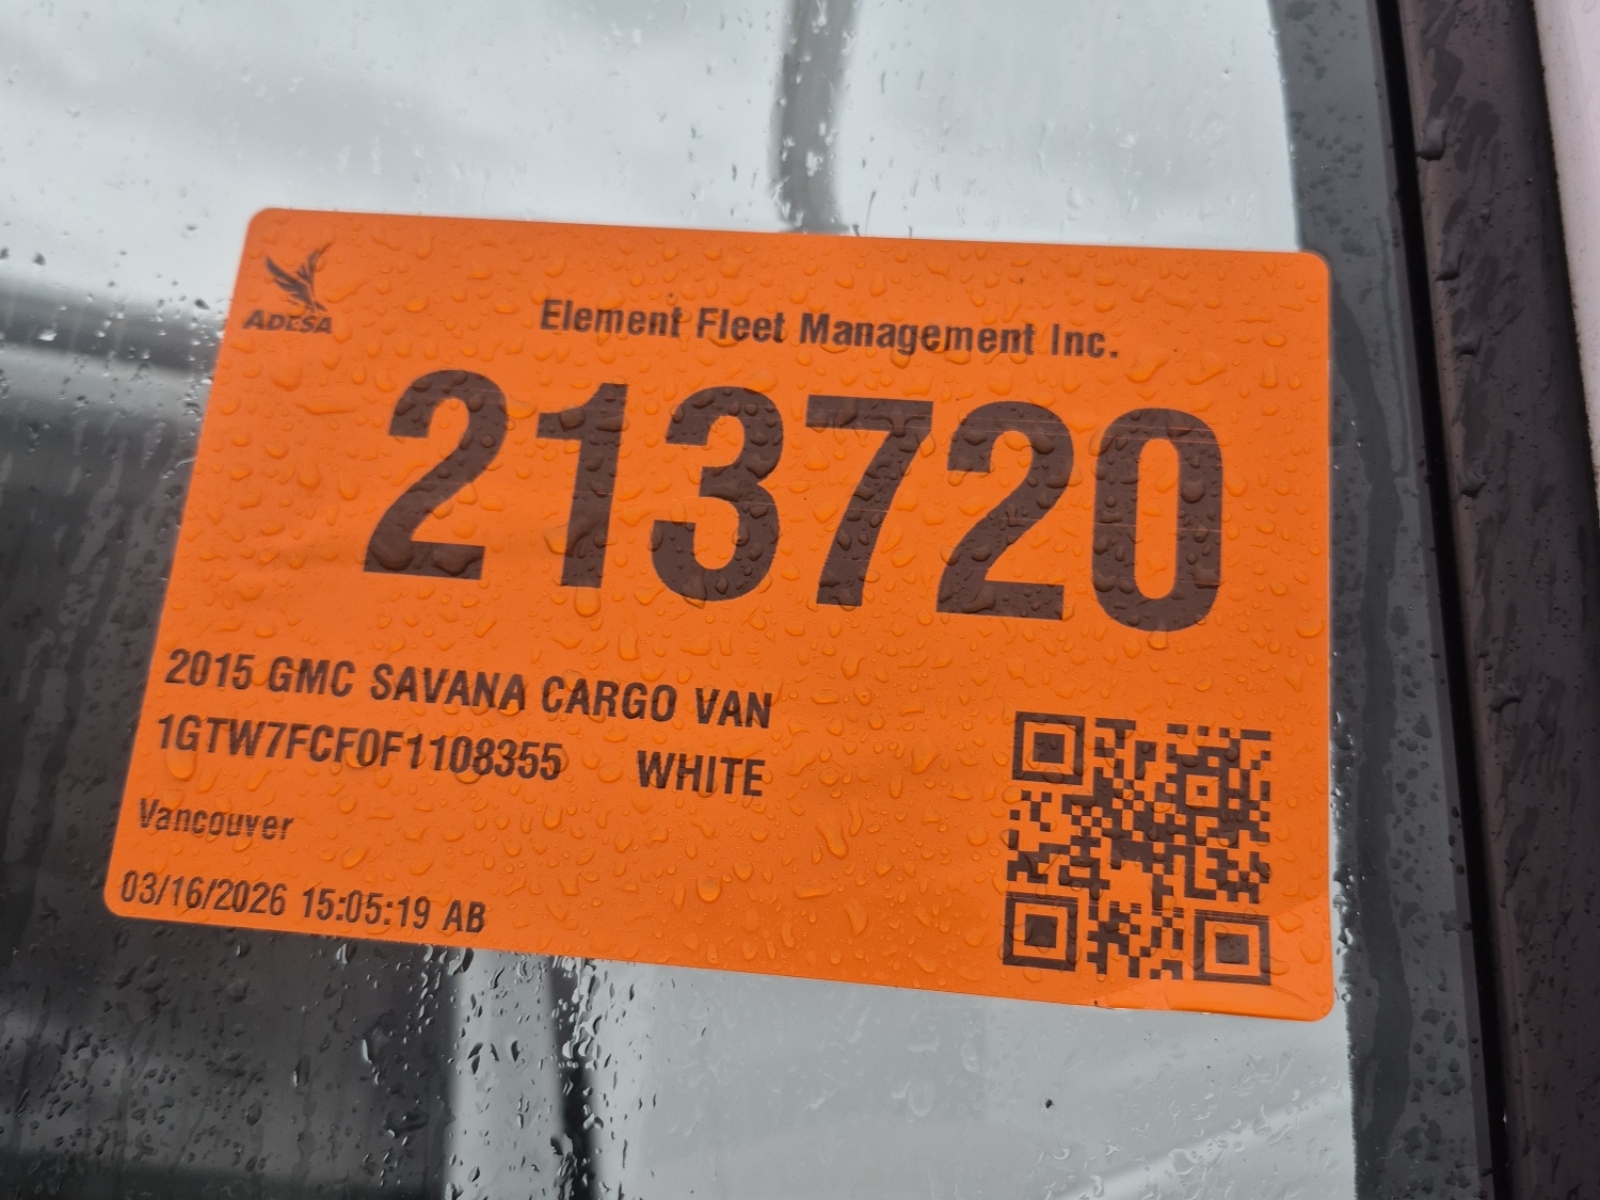 ADESA
Element Fleet Management Inc.
213720
2015 GMC SAVANA CARGO VAN
1GTW7FCF0F1108355 WHITE
Vancouver
03/16/2026 15:05:19 AB